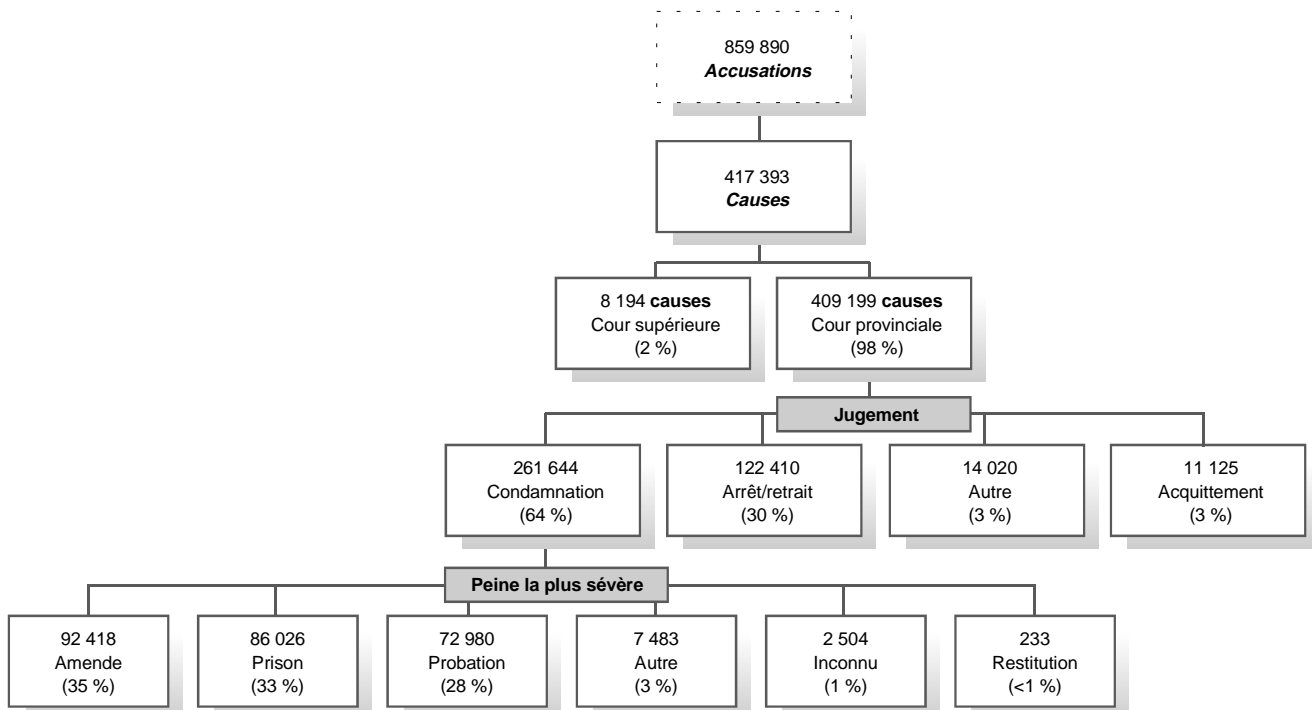 859 890
Accusations
417 393
Causes
8 194 causes
Cour supérieure
(2 %)
409 199 causes
Cour provinciale
(98 %)
Jugement
261 644
Condamnation
(64 %)
122 410
Arrêt/retrait
(30 %)
14 020
Autre
(3 %)
11 125
Acquittement
(3 %)
Peine la plus sévère
92 418
Amende
(35 %)
86 026
Prison
(33 %)
72 980
Probation
(28 %)
7 483
Autre
(3 %)
2 504
Inconnu
(1 %)
233
Restitution
(<1 %)